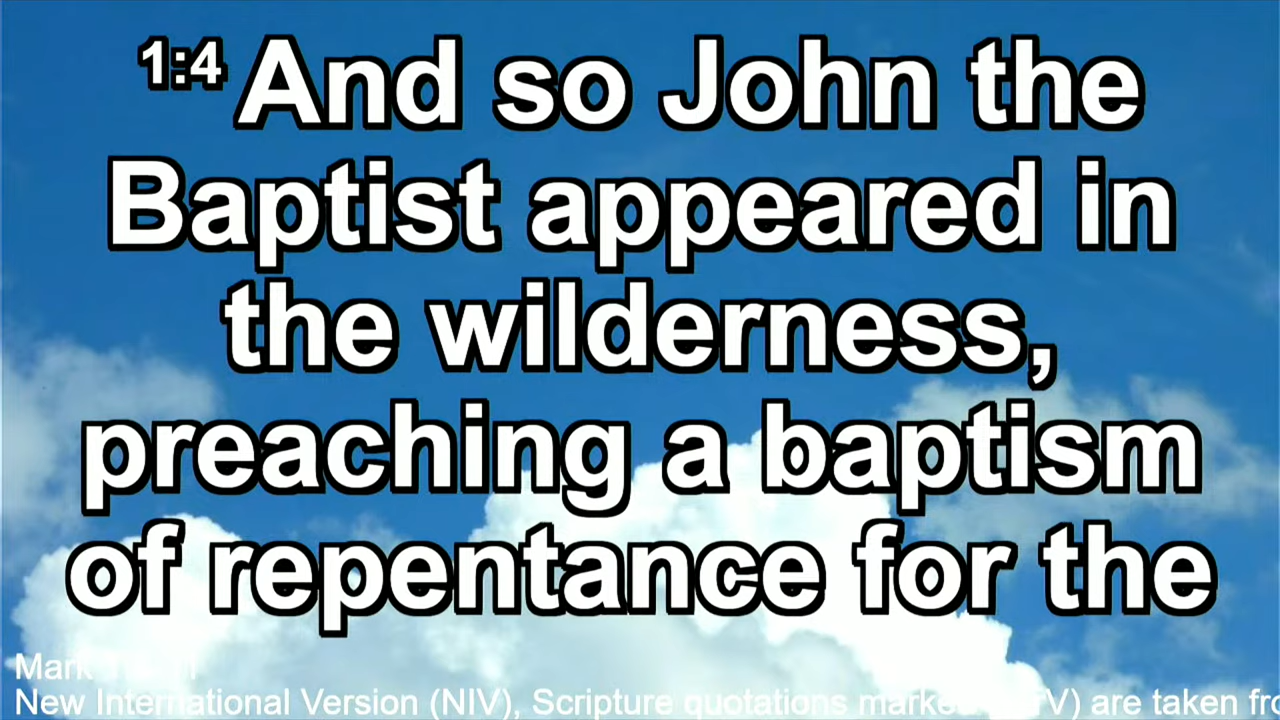 1:4 And so John the
Baptist appeared in
the wilderness,
preaching a baptism
of repentance for the
Mark
New International Version (NIV), Scripture quotations marked are taken